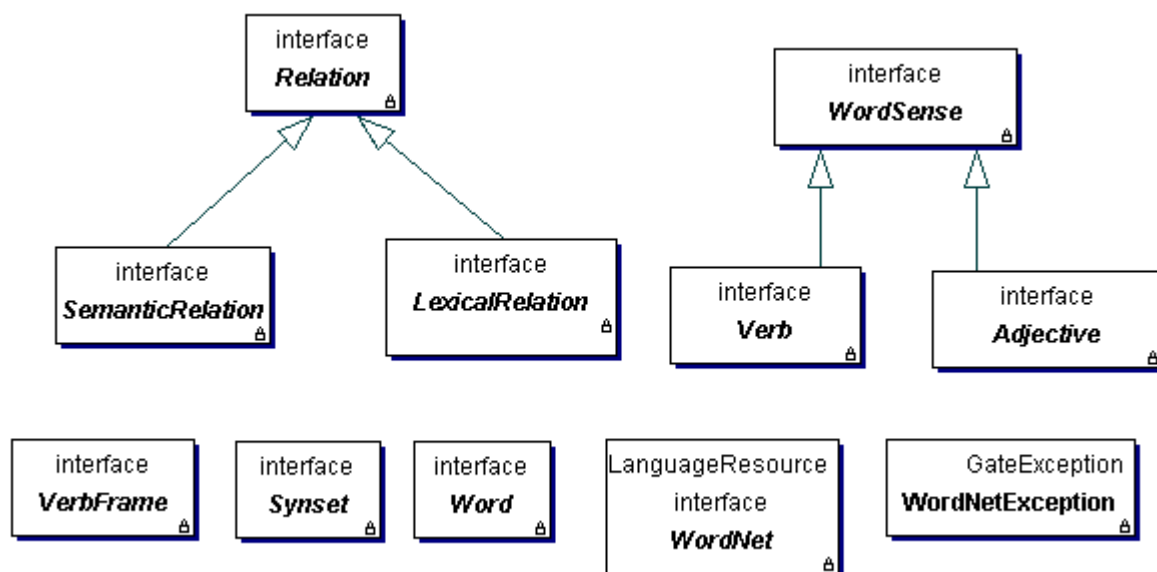 interface
Relation
interface
WordSense
interface
SemanticRelation
interface
LexicalRelation
interface
Verb
interface
Adjective
interface
VerbFrame
interface
Synset
interface
Word
LanguageResource
interface
WordNet
GateException
WordNetException